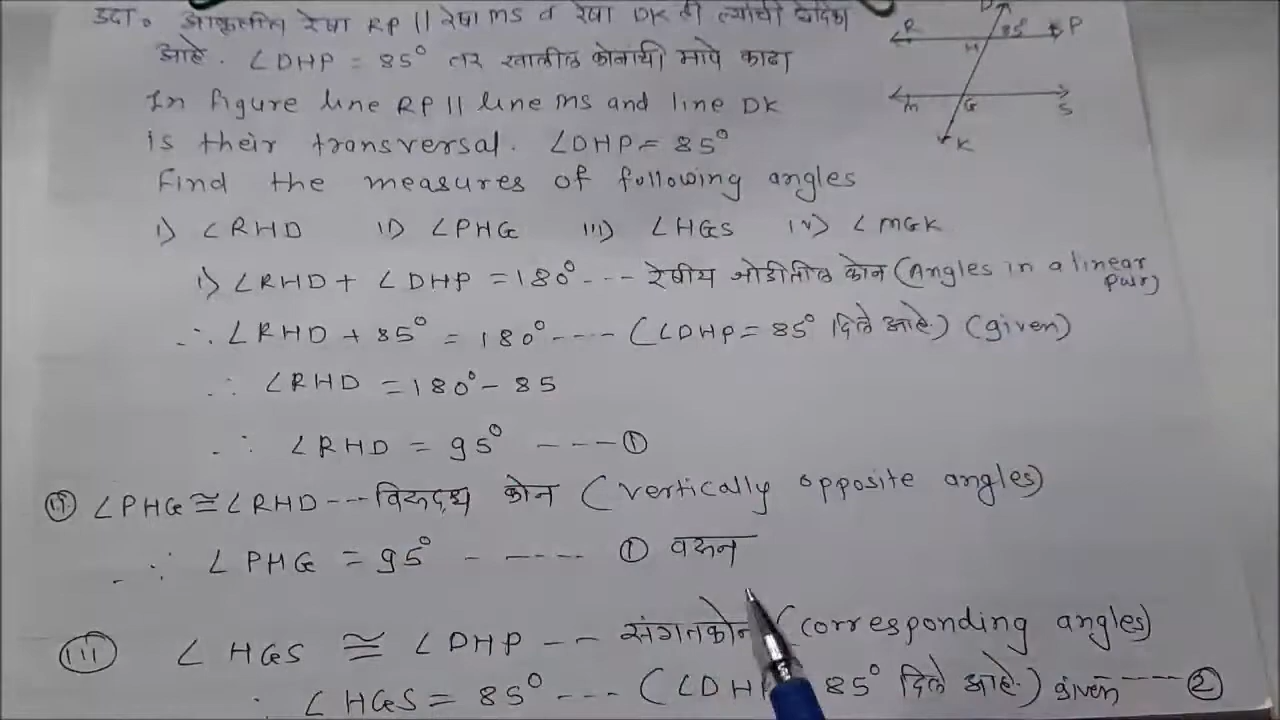 उदा. आकृतीत रेषा RP || रेषा ms व रेषा DK ही त्यांची छेदिका
आहे. ∠DHP = 85° तर खालील कोनांची मापे काढा
In figure line RP || line ms and line DK
is their transversal. ∠DHP = 85°
Find the measures of following angles
i) ∠RHD ii) ∠PHG iii) ∠HGS iv) ∠MGK
i) ∠RHD + ∠DHP = 180° --- रेषीय जोडीतील कोन (Angles in a linear pair)
∴ ∠RHD + 85° = 180° ---- (∠DHP = 85° दिले आहे.) (given)
∴ ∠RHD = 180° - 85
∴ ∠RHD = 95° ---- ①
ii ∠PHG ≅ ∠RHD --- विरुद्ध कोन (vertically opposite angles)
∴ ∠PHG = 95° - ----- ① वरून
iii ∠HGS ≅ ∠DHP -- संगतकोन (corresponding angles)
∴ ∠HGS = 85° --- (∠DH 85° दिले आहे.) given ---- ②
D
R
85°
P
H
m
G
S
K